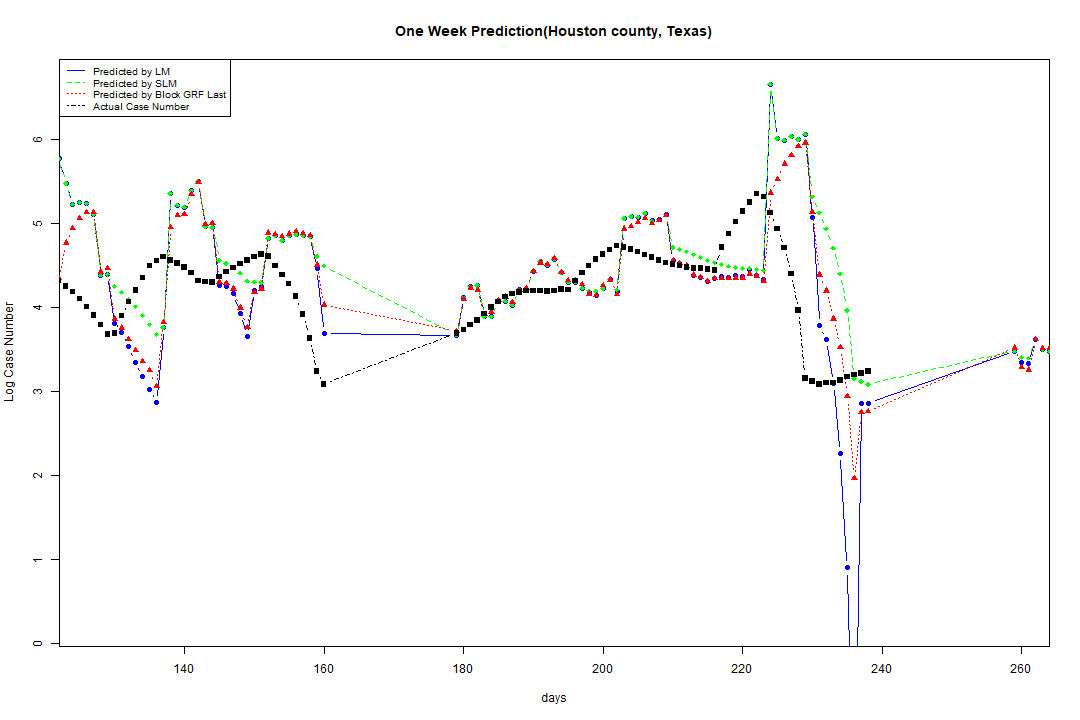 One Week Prediction(Houston county, Texas)
Predicted by LM
Predicted by SLM
Predicted by Block GRF Last
Actual Case Number
Log Case Number
6
5
4
3
2
1
0
140 160 180 200 220 240 260
days